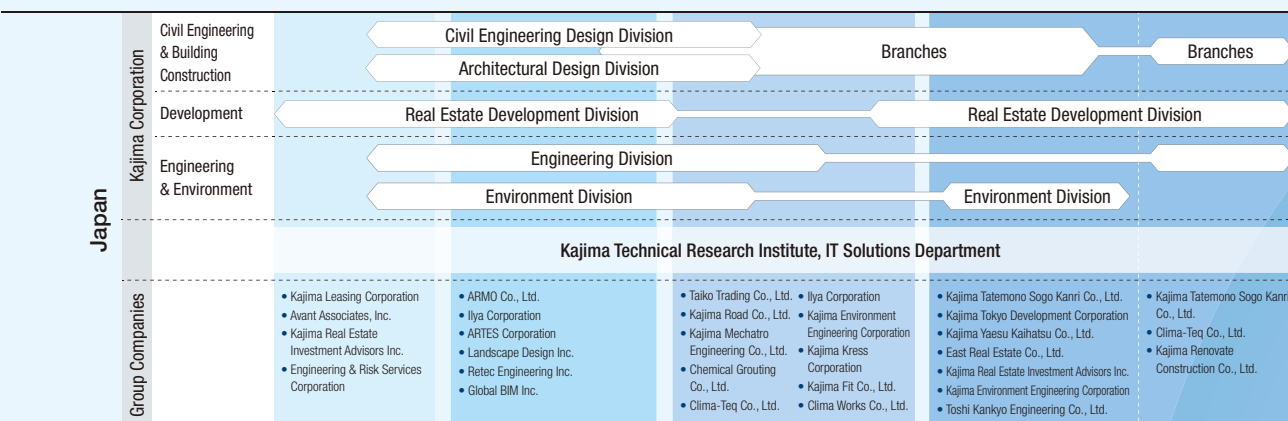 Japan
Kajima Corporation
Civil Engineering
& Building
Construction
Civil Engineering Design Division
Architectural Design Division
Branches
Branches
Development
Real Estate Development Division
Real Estate Development Division
Engineering
& Environment
Engineering Division
Environment Division
Environment Division
Kajima Technical Research Institute, IT Solutions Department
Group Companies
• Kajima Leasing Corporation
• Avant Associates, Inc.
• Kajima Real Estate
Investment Advisors Inc.
• Engineering & Risk Services
Corporation
• ARMO Co., Ltd.
• Ilya Corporation
• ARTES Corporation
• Landscape Design Inc.
• Retec Engineering Inc.
• Global BIM Inc.
• Taiko Trading Co., Ltd.
• Kajima Road Co., Ltd.
• Kajima Mechatro
Engineering Co., Ltd.
• Chemical Grouting
Co., Ltd.
• Clima-Teq Co., Ltd.
• Ilya Corporation
• Kajima Environment
Engineering Corporation
• Kajima Kress
Corporation
• Kajima Fit Co., Ltd.
• Clima Works Co., Ltd.
• Kajima Tatemono Sogo Kanri Co., Ltd.
• Kajima Tokyo Development Corporation
• Kajima Yaesu Kaihatsu Co., Ltd.
• East Real Estate Co., Ltd.
• Kajima Real Estate Investment Advisors Inc.
• Kajima Environment Engineering Corporation
• Toshi Kankyo Engineering Co., Ltd.
• Kajima Tatemono Sogo Kanri
Co., Ltd.
• Clima-Teq Co., Ltd.
• Kajima Renovate
Construction Co., Ltd.